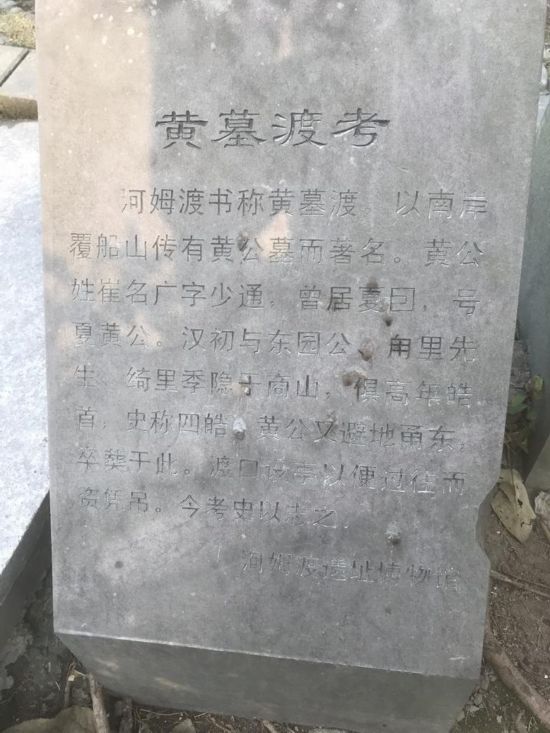 黄墓渡考
河姆渡书称黄墓渡，以南岸
覆船山传有黄公墓而著名。黄公
姓崔名广字少通，曾居夏曰，号
夏黄公。汉初与东园公、甪里先
生、绮里季隐于商山，俱高年皓
首，史称四皓。黄公又避地甬东，
卒葬于此。渡口设亭以便过往而
资凭吊。今考史以志之。
河姆渡遗址博物馆